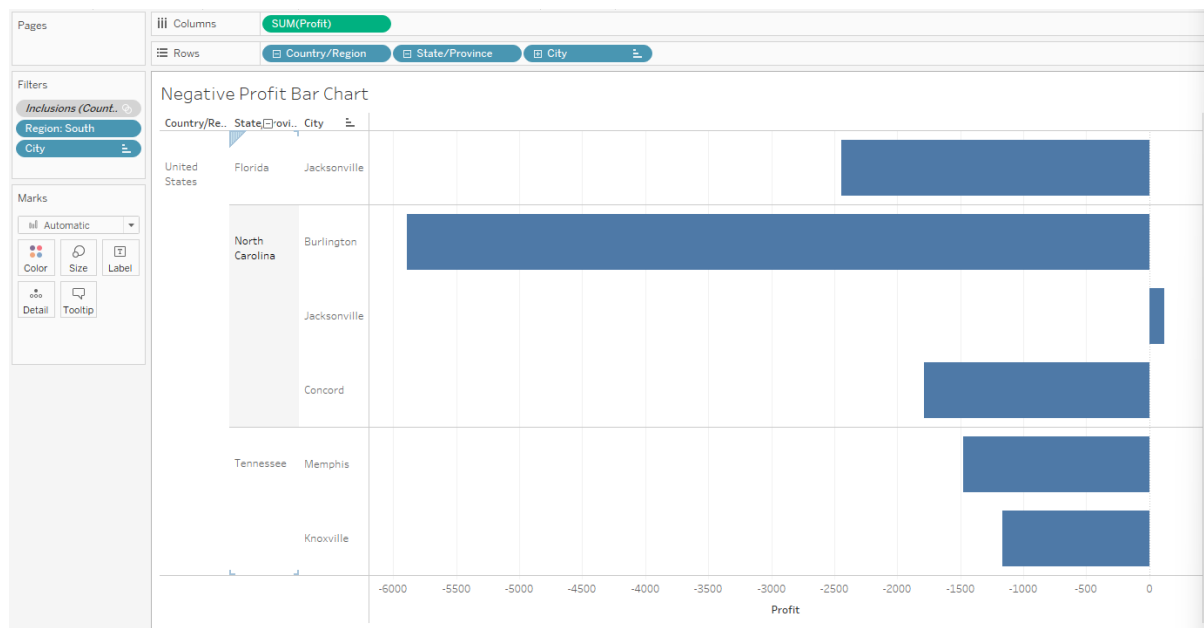 Pages
Columns
SUM(Profit)
Rows
Country/Region
State/Province
City
Filters
Inclusions (Count..
Region: South
City
Marks
Automatic
Color
Size
Label
Detail
Tooltip
Negative Profit Bar Chart
Country/Re.. State/Provi.. City
United
States
Florida
Jacksonville
North
Carolina
Burlington
Jacksonville
Concord
Tennessee
Memphis
Knoxville
-6000 -5500 -5000 -4500 -4000 -3500 -3000 -2500 -2000 -1500 -1000 -500 0
Profit